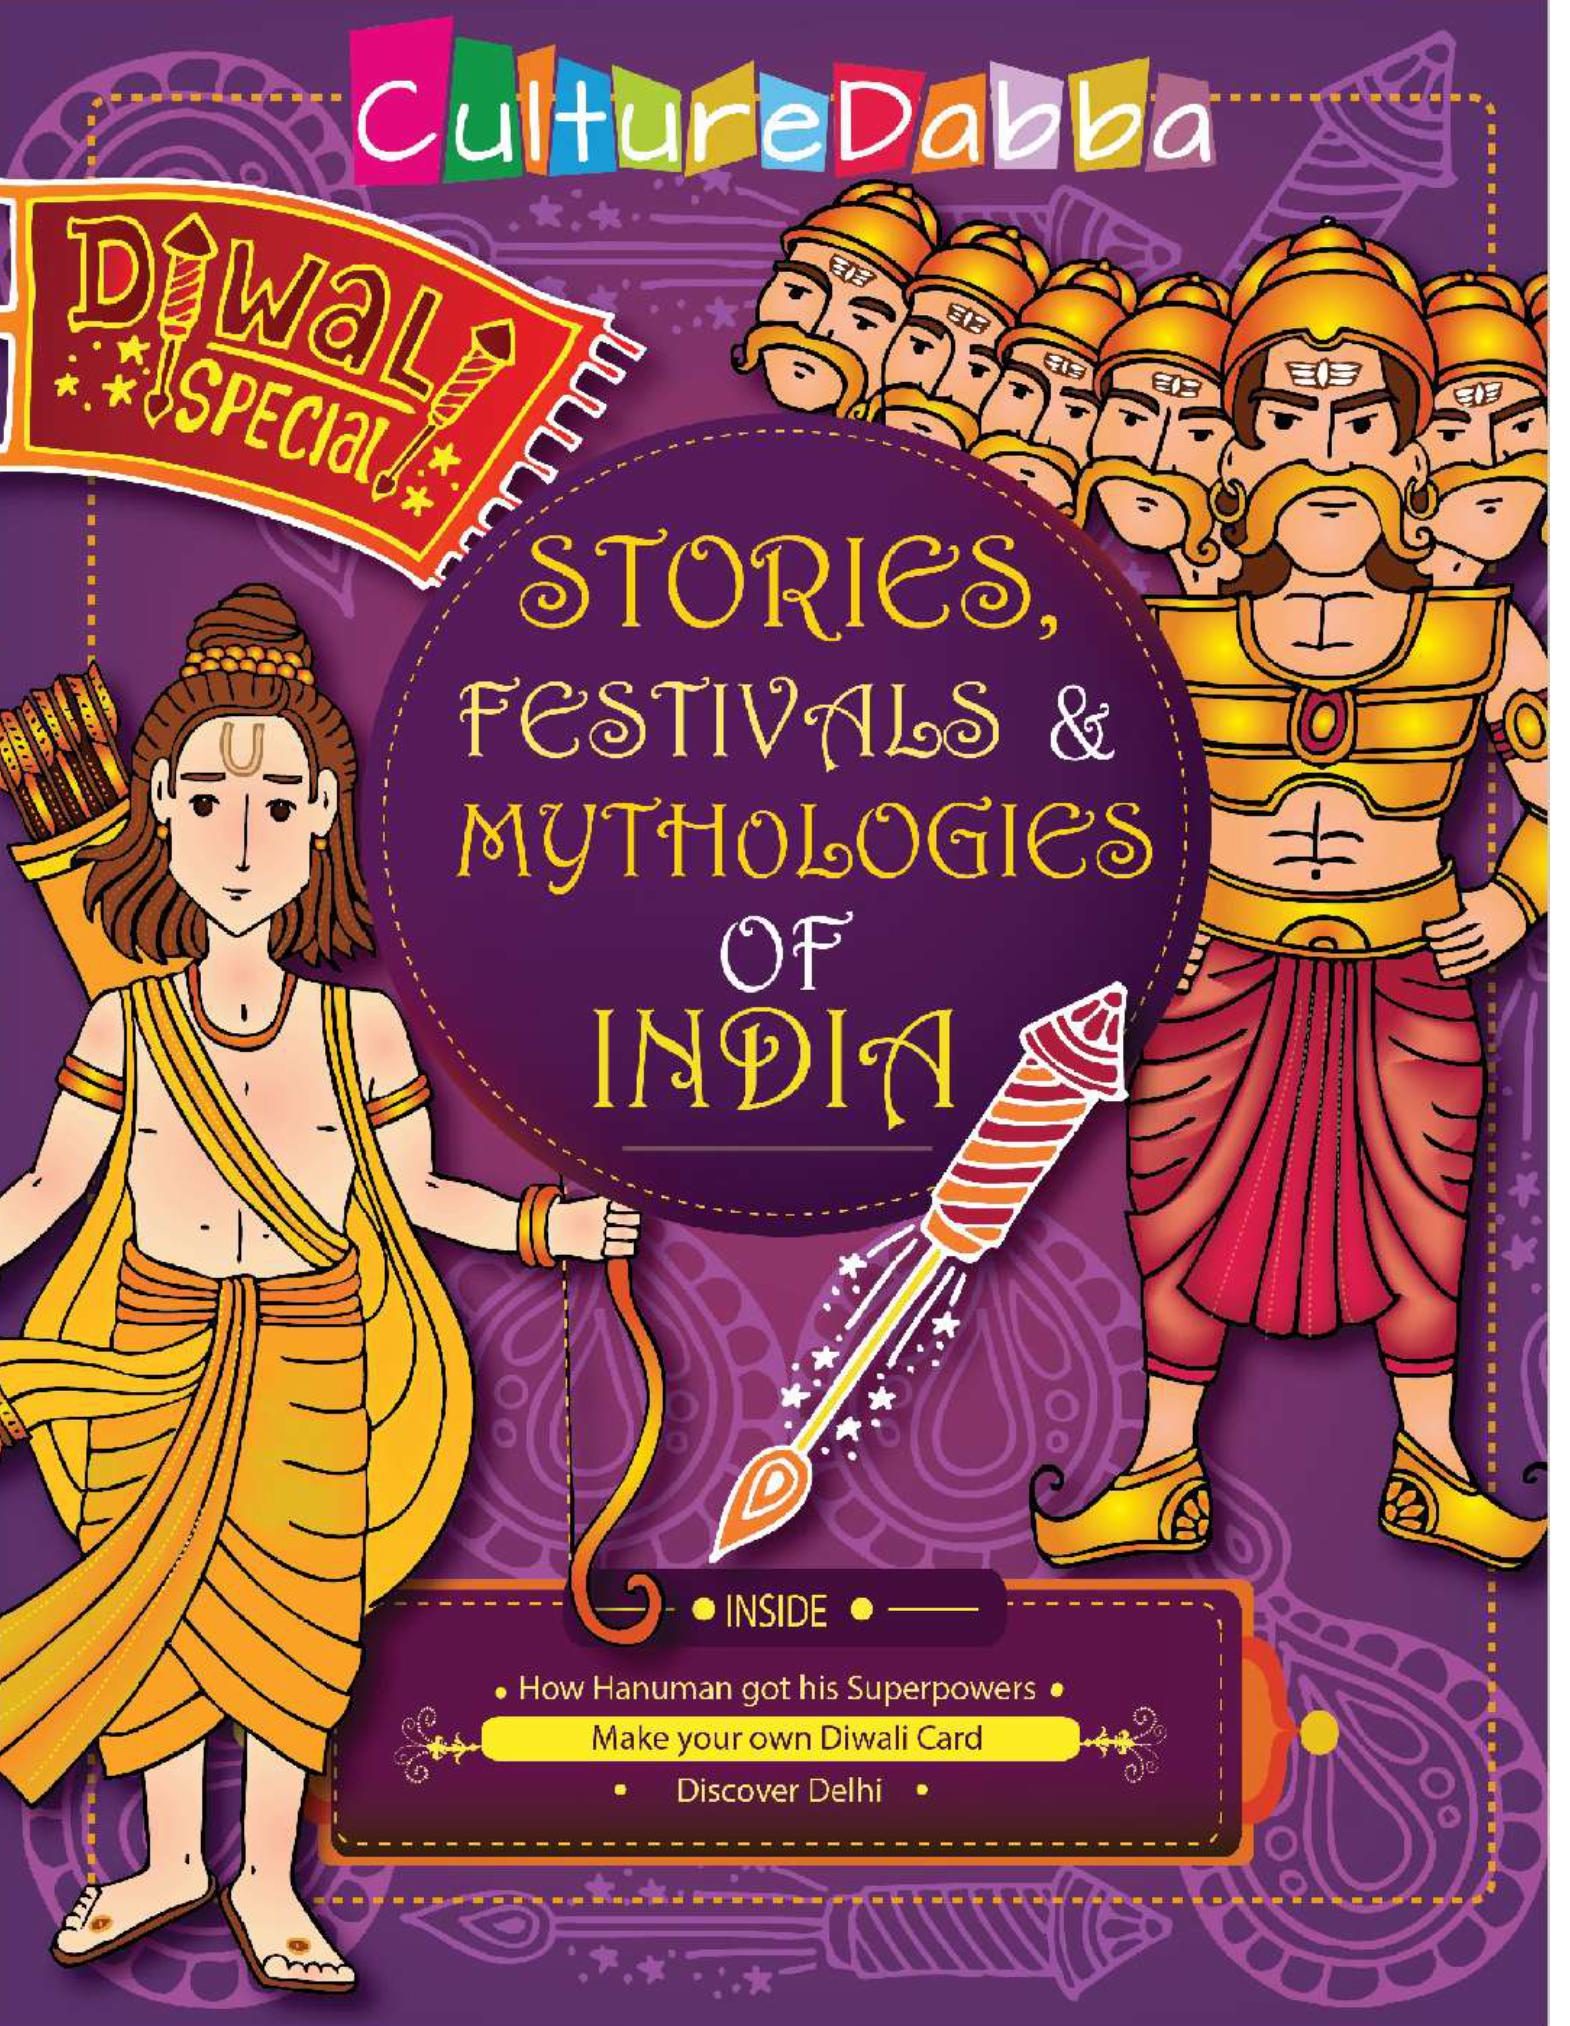 CultureDabba
DiwaLi
SPECial
STORIES,
FESTIVALS &
MYTHOLOGIES
OF
INDIA
• INSIDE •
• How Hanuman got his Superpowers •
Make your own Diwali Card
• Discover Delhi •